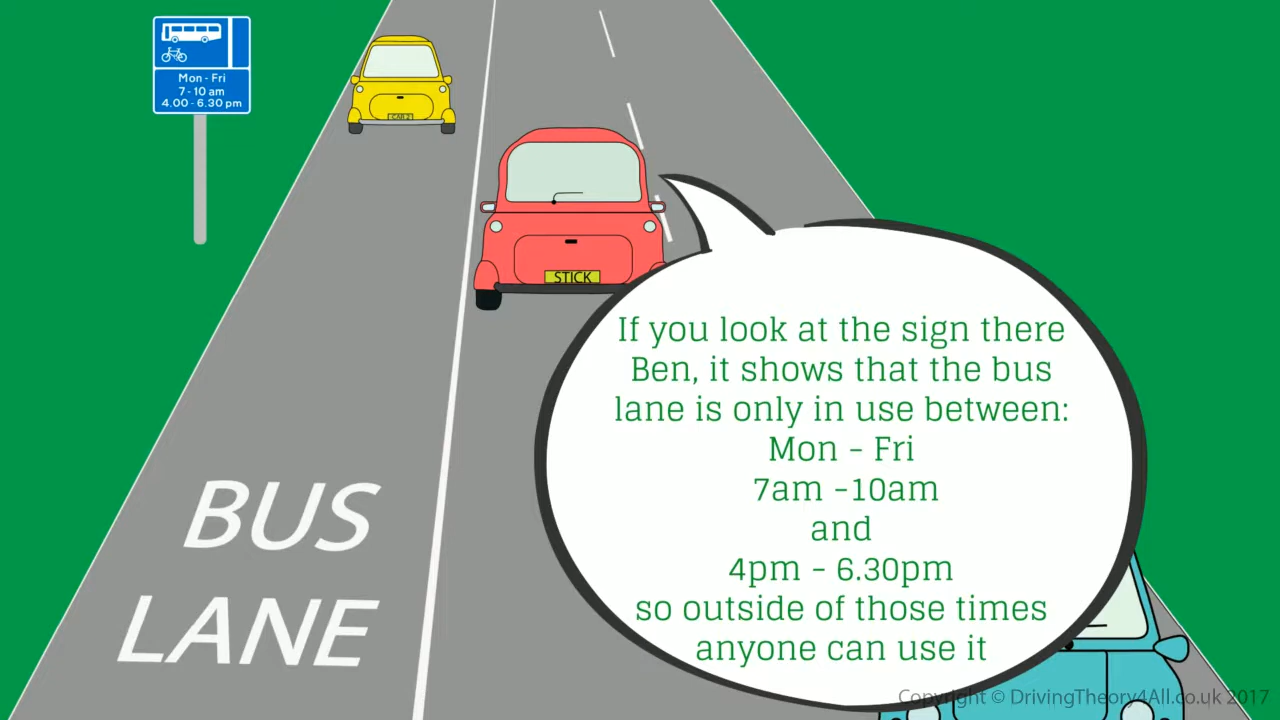 Mon - Fri
7 - 10 am
4.00 - 6.30 pm
STICK
If you look at the sign there
Ben, it shows that the bus
lane is only in use between:
Mon - Fri
7am -10am
and
4pm - 6.30pm
so outside of those times
anyone can use it
BUS
LANE
Copyright © DrivingTheory4All.co.uk 2017